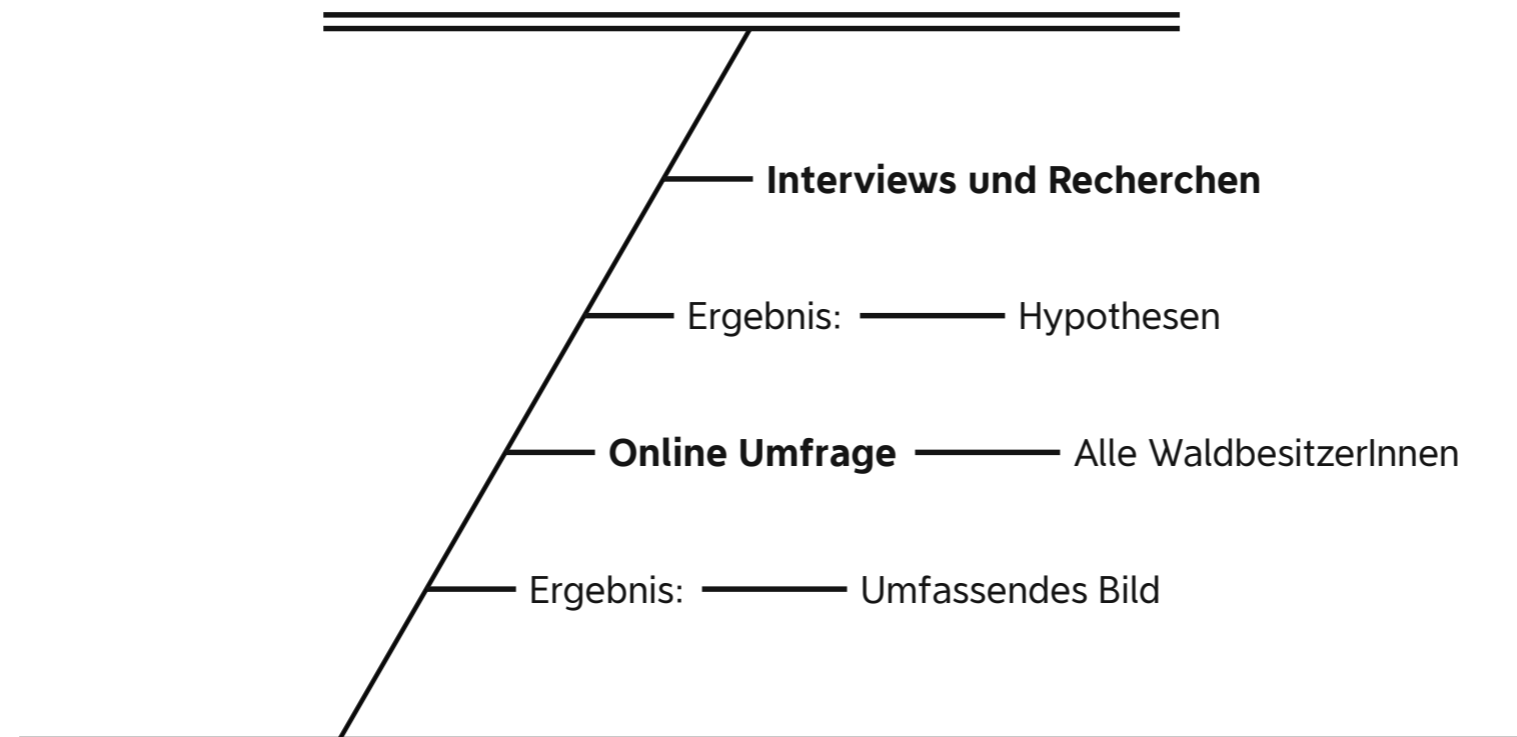 Interviews und Recherchen
Ergebnis: Hypothesen
Online Umfrage Alle WaldbesitzerInnen
Ergebnis: Umfassendes Bild